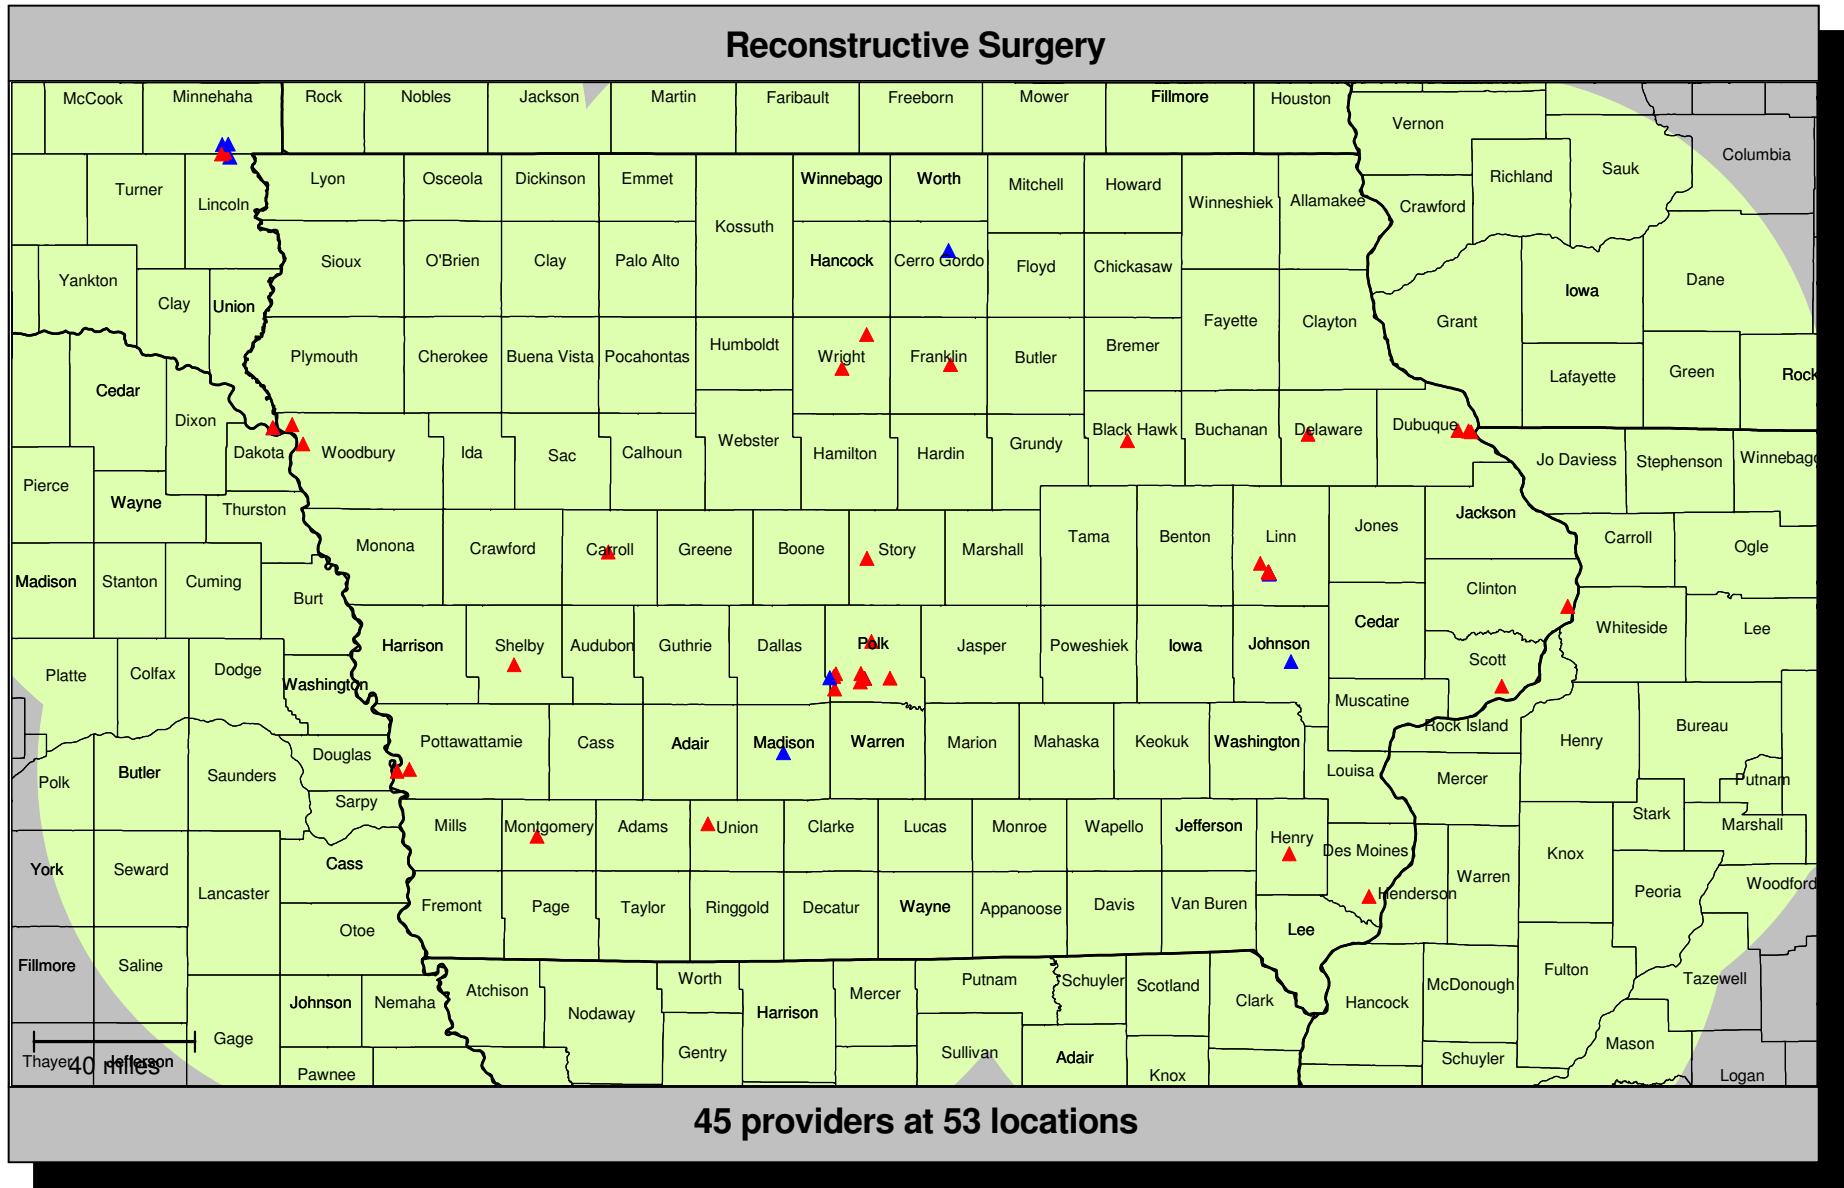 Reconstructive Surgery
McCook Minnehaha Rock Nobles Jackson Martin Faribault Freeborn Mower Fillmore Houston
Vernon
Columbia
Turner Lincoln Lyon Osceola Dickinson Emmet Kossuth Winnebago Worth Mitchell Howard Winneshiek Allamakee Crawford Richland Sauk
Yankton Clay Union Sioux O'Brien Clay Palo Alto Hancock Cerro Gordo Floyd Chickasaw Iowa Dane
Fayette Clayton Grant
Cedar Dixon Plymouth Cherokee Buena Vista Pocahontas Humboldt Wright Franklin Butler Bremer Lafayette Green Rock
Pierce Wayne Dakota Woodbury Ida Sac Calhoun Webster Hamilton Hardin Grundy Black Hawk Buchanan Delaware Dubuque Jo Daviess Stephenson Winnebago
Thurston
Madison Stanton Cuming Monona Crawford Carroll Greene Boone Story Marshall Tama Benton Linn Jones Jackson Carroll Ogle
Burt Clinton
Platte Colfax Dodge Washington Harrison Shelby Audubon Guthrie Dallas Polk Jasper Poweshiek Iowa Johnson Cedar Scott Whiteside Lee
Muscatine Rock Island
Polk Butler Saunders Douglas Pottawattamie Cass Adair Madison Warren Marion Mahaska Keokuk Washington Louisa Mercer Henry Bureau Putnam
Sarpy Mills Montgomery Adams Union Clarke Lucas Monroe Wapello Jefferson Henry Des Moines Stark Marshall
York Seward Lancaster Cass Knox Peoria Woodford
Fremont Page Taylor Ringgold Decatur Wayne Appanoose Davis Van Buren Lee Henderson Warren
Otoe
Fillmore Saline Johnson Nemaha Atchison Nodaway Worth Harrison Mercer Putnam Schuyler Scotland Clark Hancock McDonough Fulton Tazewell
Gage Gentry Sullivan Adair Schuyler Mason
Thayer Jefferson Pawnee Knox Logan
40 miles
45 providers at 53 locations